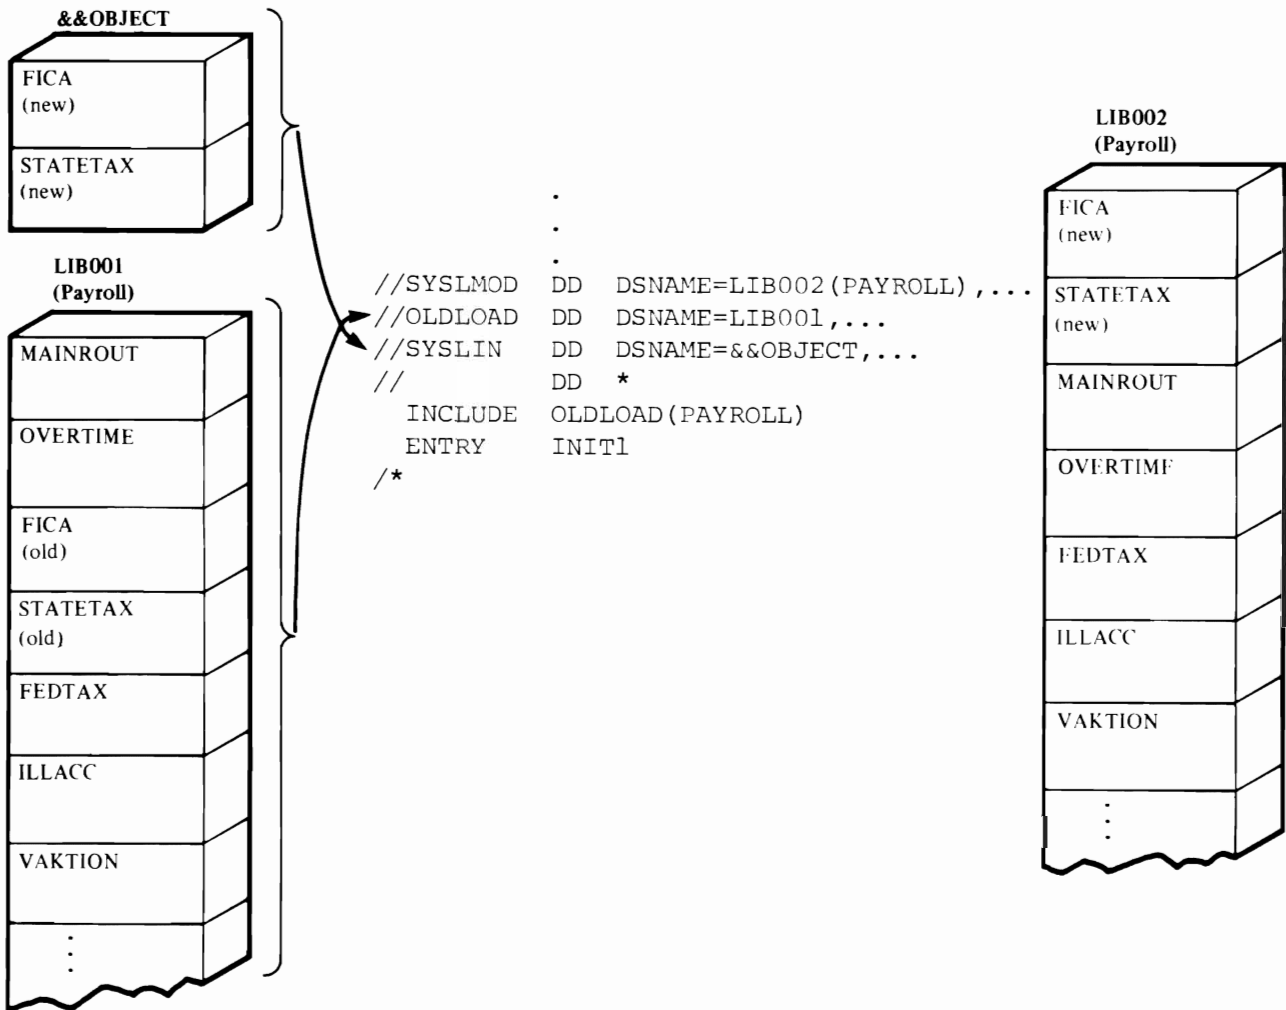 &&OBJECT
FICA
(new)
STATETAX
(new)
LIB001
(Payroll)
MAINROUT
OVERTIME
FICA
(old)
STATETAX
(old)
FEDTAX
ILLACC
VAKTION
.
.
.
//SYSLMOD DD DSNAME=LIB002(PAYROLL),...
//OLDLOAD DD DSNAME=LIB001,...
//SYSLIN DD DSNAME=&&OBJECT,...
// DD *
INCLUDE OLDLOAD(PAYROLL)
ENTRY INIT1
/*
LIB002
(Payroll)
FICA
(new)
STATETAX
(new)
MAINROUT
OVERTIME
FEDTAX
ILLACC
VAKTION